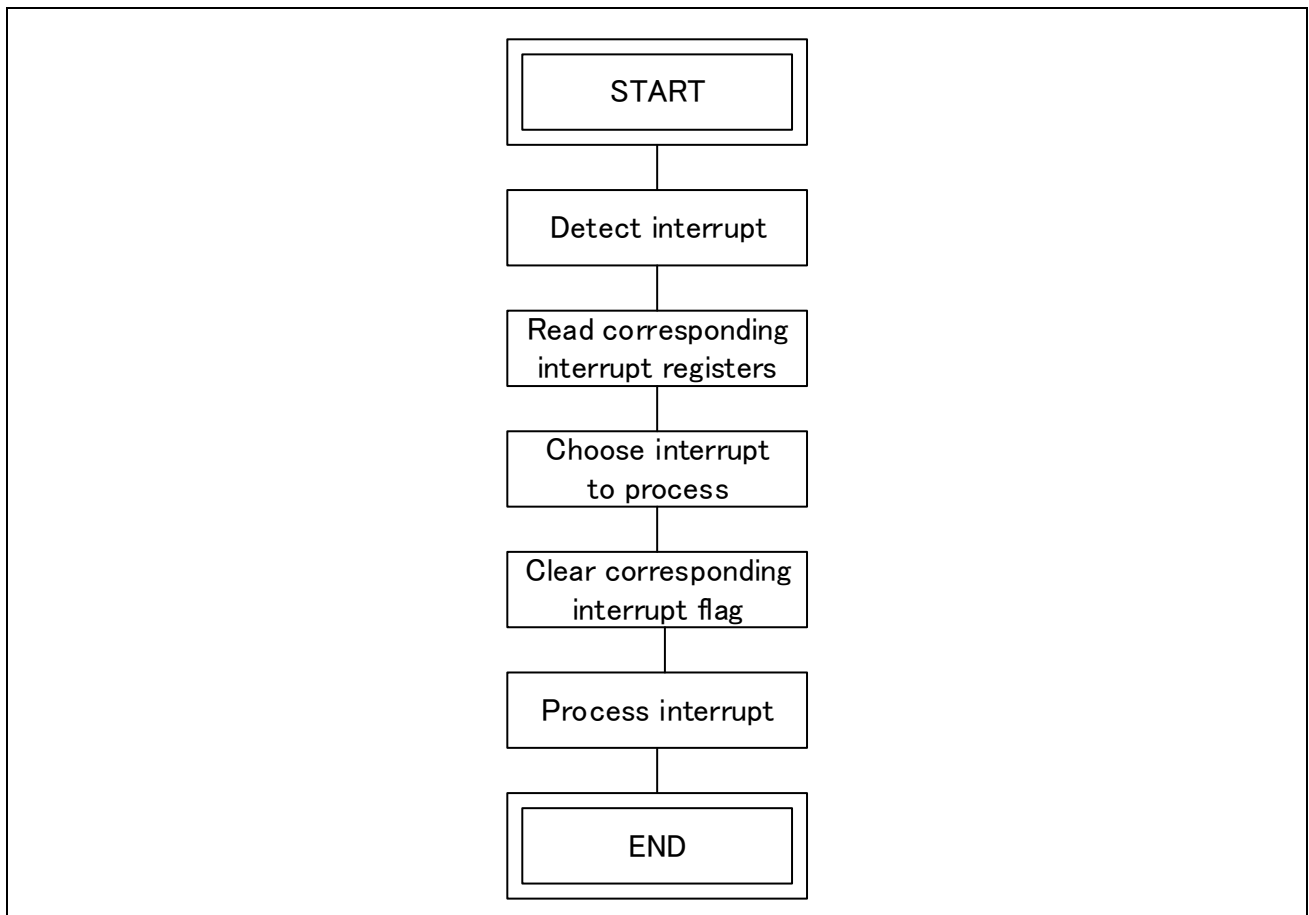 START
Detect interrupt
Read corresponding
interrupt registers
Choose interrupt
to process
Clear corresponding
interrupt flag
Process interrupt
END